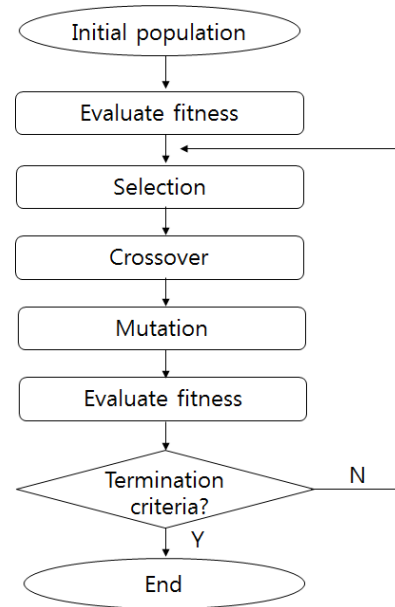 Initial population
Evaluate fitness
Selection
Crossover
Mutation
Evaluate fitness
Termination
criteria?
N
Y
End